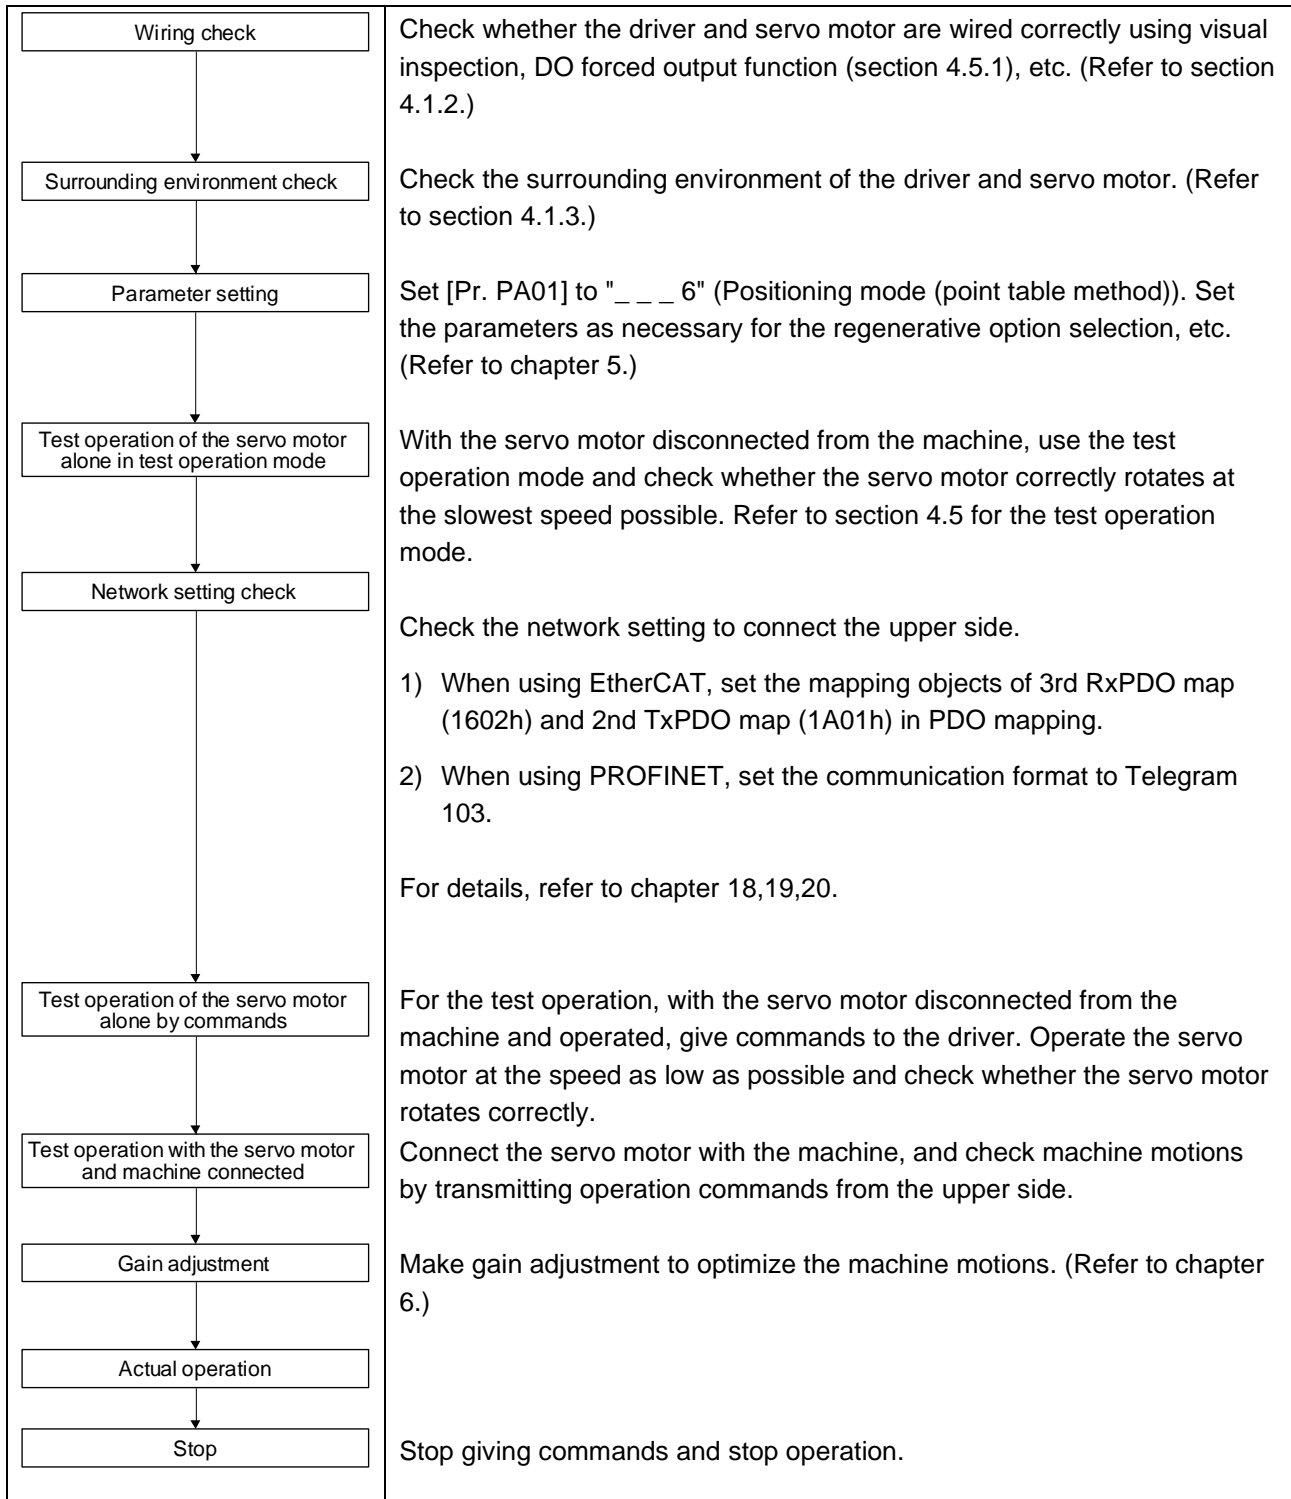 Wiring check
Check whether the driver and servo motor are wired correctly using visual
inspection, DO forced output function (section 4.5.1), etc. (Refer to section
4.1.2.)
Surrounding environment check
Check the surrounding environment of the driver and servo motor. (Refer
to section 4.1.3.)
Parameter setting
Set [Pr. PA01] to "_ _ _ 6" (Positioning mode (point table method)). Set
the parameters as necessary for the regenerative option selection, etc.
(Refer to chapter 5.)
Test operation of the servo motor
alone in test operation mode
With the servo motor disconnected from the machine, use the test
operation mode and check whether the servo motor correctly rotates at
the slowest speed possible. Refer to section 4.5 for the test operation
mode.
Network setting check
Check the network setting to connect the upper side.
1) When using EtherCAT, set the mapping objects of 3rd RxPDO map
(1602h) and 2nd TxPDO map (1A01h) in PDO mapping.
2) When using PROFINET, set the communication format to Telegram
103.
For details, refer to chapter 18,19,20.
Test operation of the servo motor
alone by commands
For the test operation, with the servo motor disconnected from the
machine and operated, give commands to the driver. Operate the servo
motor at the speed as low as possible and check whether the servo motor
rotates correctly.
Test operation with the servo motor
and machine connected
Connect the servo motor with the machine, and check machine motions
by transmitting operation commands from the upper side.
Gain adjustment
Make gain adjustment to optimize the machine motions. (Refer to chapter
6.)
Actual operation
Stop
Stop giving commands and stop operation.